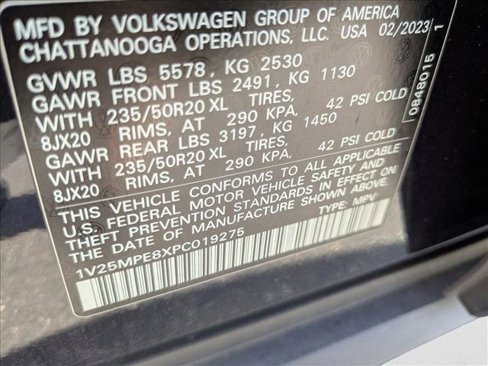 MFD BY VOLKSWAGEN GROUP OF AMERICA
CHATTANOOGA OPERATIONS, LLC. USA 02/2023
GVWR LBS 5578, KG 2530
GAWR FRONT LBS 2491, KG 1130
WITH 235/50R20 XL TIRES,
8JX20 RIMS, AT 290 KPA, 42 PSI COLD
GAWR REAR LBS 3197, KG 1450
WITH 235/50R20 XL TIRES,
8JX20 RIMS, AT 290 KPA, 42 PSI COLD
THIS VEHICLE CONFORMS TO ALL APPLICABLE
U.S. FEDERAL MOTOR VEHICLE SAFETY AND
THEFT PREVENTION STANDARDS IN EFFECT ON
THE DATE OF MANUFACTURE SHOWN ABOVE.
1V25MPE8XPC019275 TYPE: MPV
0848015
1